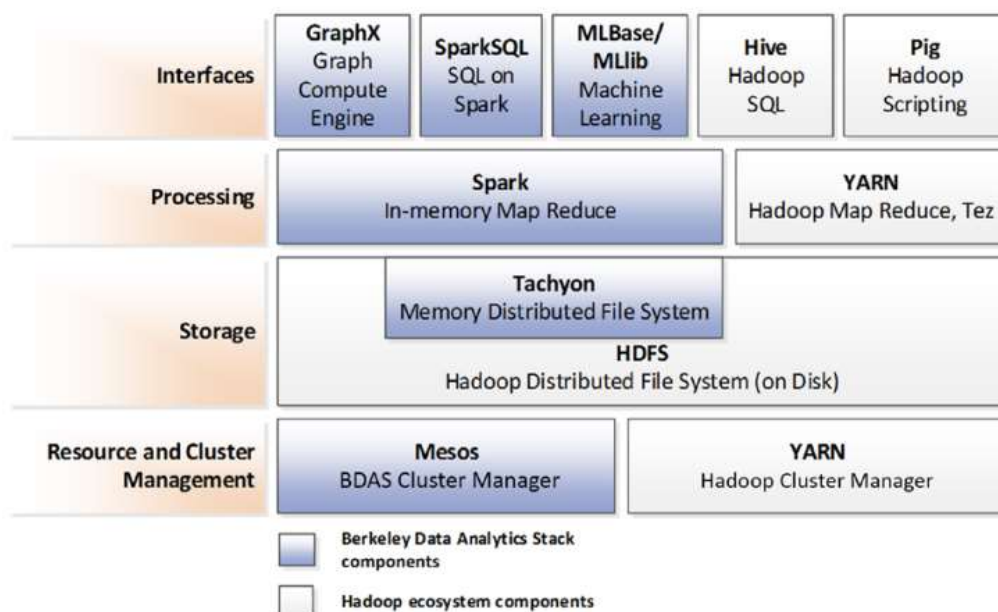 Interfaces
GraphX
Graph
Compute
Engine
SparkSQL
SQL on
Spark
MLBase/
MLlib
Machine
Learning
Hive
Hadoop
SQL
Pig
Hadoop
Scripting
Processing
Spark
In-memory Map Reduce
YARN
Hadoop Map Reduce, Tez
Storage
Tachyon
Memory Distributed File System
HDFS
Hadoop Distributed File System (on Disk)
Resource and Cluster
Management
Mesos
BDAS Cluster Manager
YARN
Hadoop Cluster Manager
Berkeley Data Analytics Stack
components
Hadoop ecosystem components